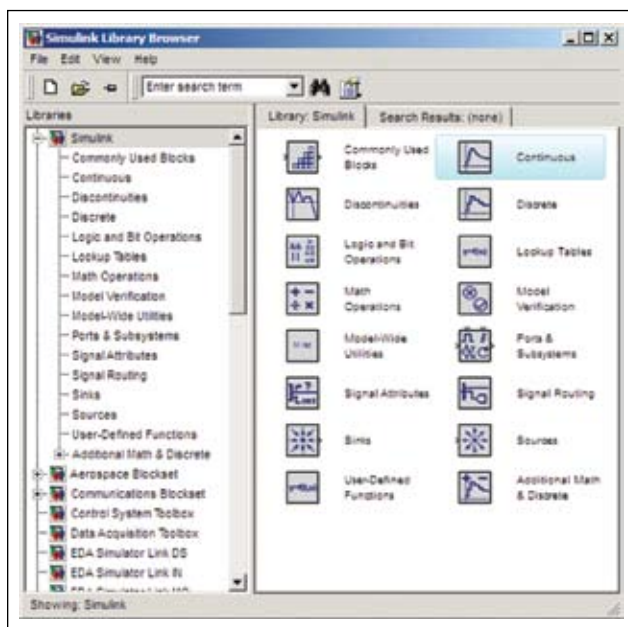 Simulink Library Browser
File Edit View Help
Enter search term
Libraries
Library: Simulink
Search Results: (none)
Simulink
Commonly Used Blocks
Continuous
Discontinuities
Discrete
Logic and Bit Operations
Lookup Tables
Math Operations
Model Verification
Model-Wide Utilities
Ports & Subsystems
Signal Attributes
Signal Routing
Sinks
Sources
User-Defined Functions
Additional Math & Discrete
Aerospace Blockset
Communications Blockset
Control System Toolbox
Data Acquisition Toolbox
EDA Simulator Link DS
EDA Simulator Link IN
Commonly Used
Blocks
Continuous
Discontinuities
Discrete
Logic and Bit
Operations
Lookup Tables
Math
Operations
Model
Verification
Model-Wide
Utilities
Ports &
Subsystems
Signal Attributes
Signal Routing
Sinks
Sources
User-Defined
Functions
Additional Math
& Discrete
Showing: Simulink